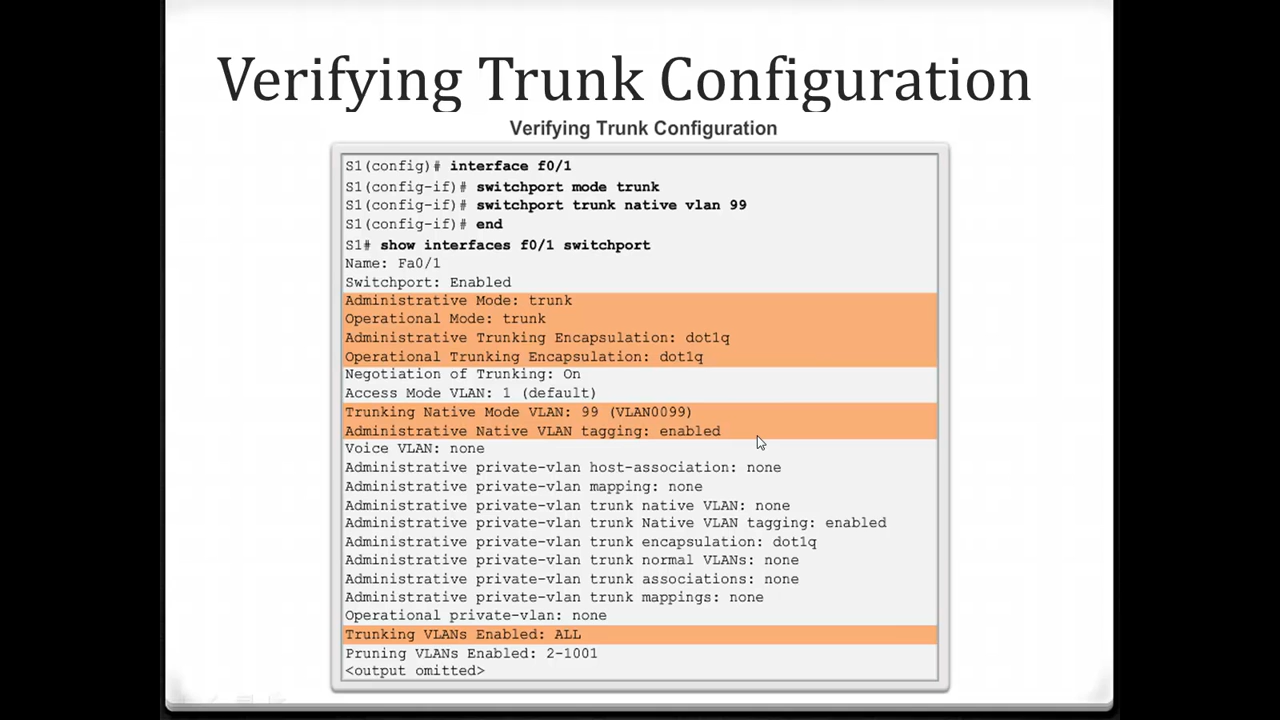 Verifying Trunk Configuration
Verifying Trunk Configuration
S1(config)# interface f0/1
S1(config-if)# switchport mode trunk
S1(config-if)# switchport trunk native vlan 99
S1(config-if)# end
S1# show interfaces f0/1 switchport
Name: Fa0/1
Switchport: Enabled
Administrative Mode: trunk
Operational Mode: trunk
Administrative Trunking Encapsulation: dot1q
Operational Trunking Encapsulation: dot1q
Negotiation of Trunking: On
Access Mode VLAN: 1 (default)
Trunking Native Mode VLAN: 99 (VLAN0099)
Administrative Native VLAN tagging: enabled
Voice VLAN: none
Administrative private-vlan host-association: none
Administrative private-vlan mapping: none
Administrative private-vlan trunk native VLAN: none
Administrative private-vlan trunk Native VLAN tagging: enabled
Administrative private-vlan trunk encapsulation: dot1q
Administrative private-vlan trunk normal VLANs: none
Administrative private-vlan trunk associations: none
Administrative private-vlan trunk mappings: none
Operational private-vlan: none
Trunking VLANs Enabled: ALL
Pruning VLANs Enabled: 2-1001
<output omitted>